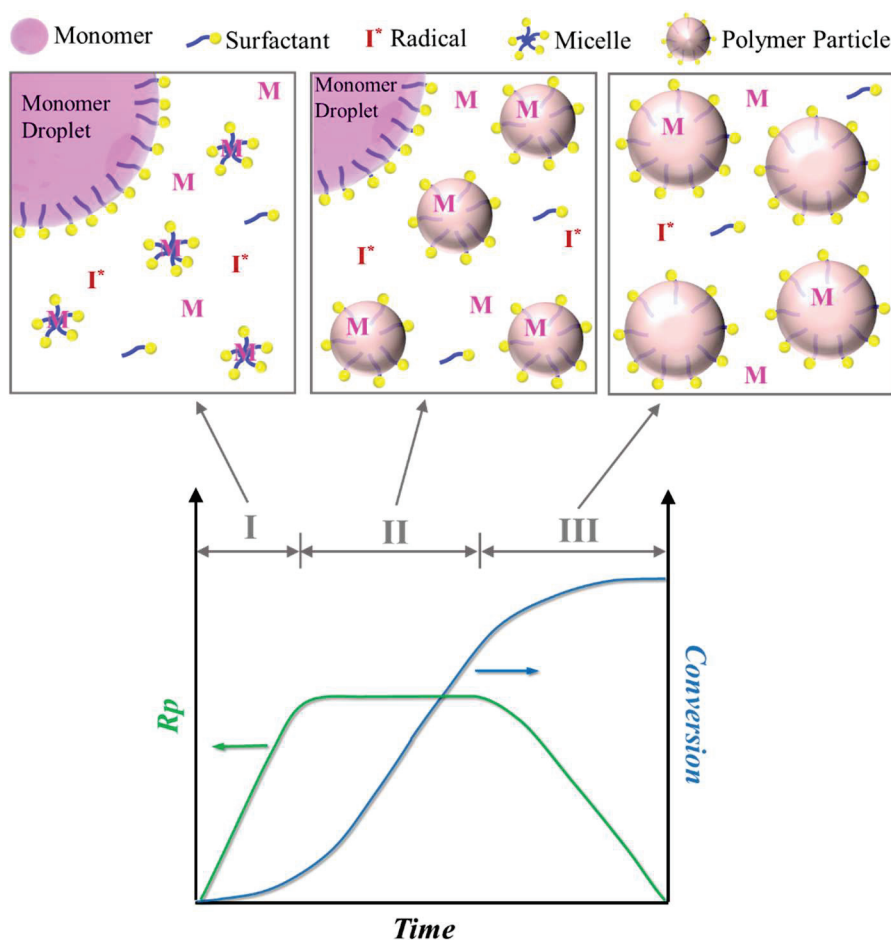 Monomer Surfactant I* Radical Micelle Polymer Particle
Monomer
Droplet
M
M
M
M
I*
I*
M
M
M
Monomer
Droplet
M
M
M
I*
I*
M
M
M
M
M
I*
M
M
I II III
Rp
Conversion
Time